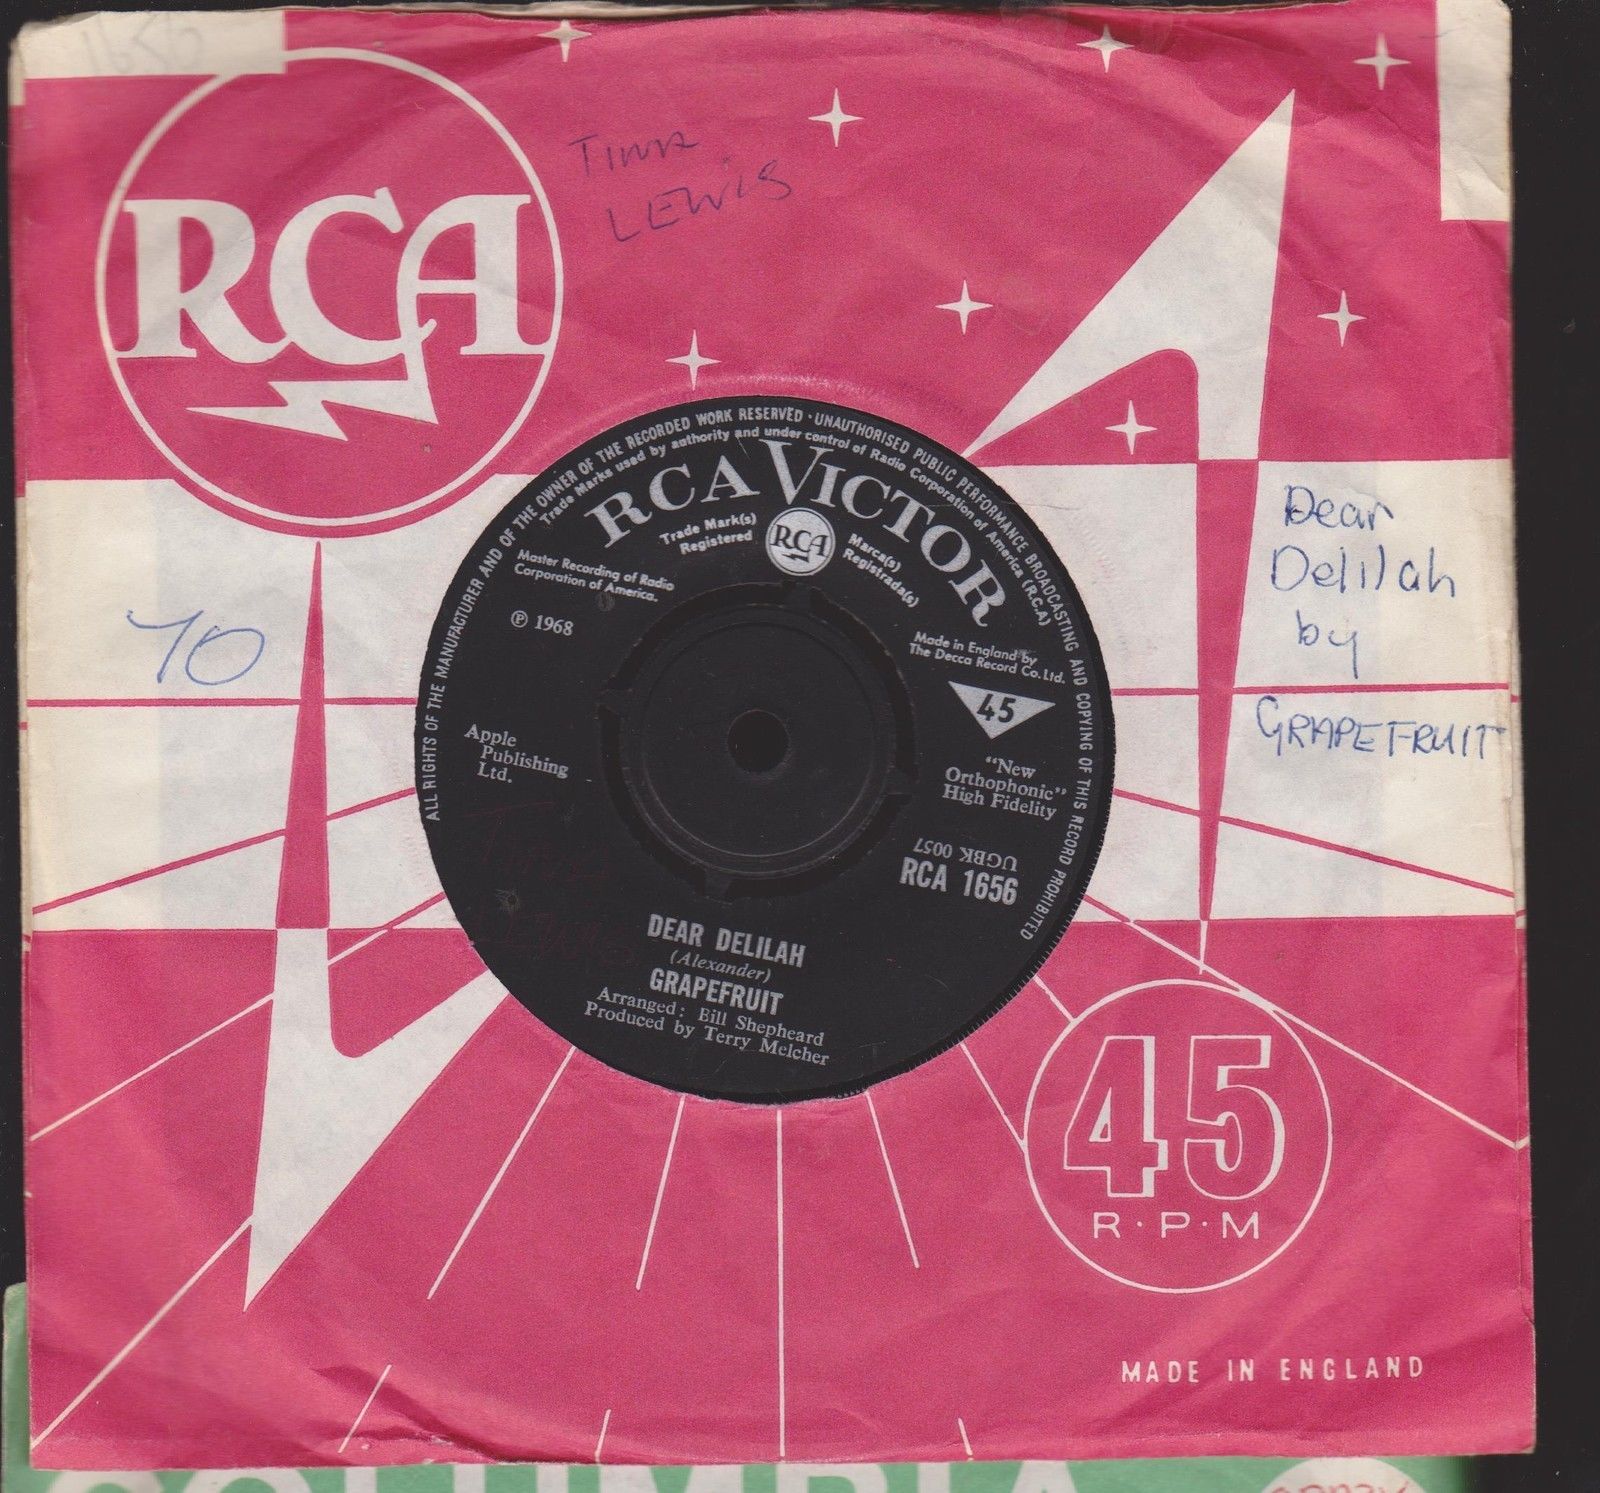 1656
RCA
TINA
LEWIS
ALL RIGHTS OF THE MANUFACTURER AND OF THE OWNER OF THE RECORDED WORK RESERVED · UNAUTHORISED PUBLIC PERFORMANCE BROADCASTING AND COPYING OF THIS RECORD PROHIBITED
Trade Marks used by authority and under control of Radio Corporation of America (R.C.A)
RCA VICTOR
Trade Mark(s)
Registered
RCA
Marca(s)
Registrada(s)
Master Recording of Radio
Corporation of America.
℗ 1968
Made in England by
The Decca Record Co. Ltd.
45
Apple
Publishing
Ltd.
"New
Orthophonic"
High Fidelity
UGBK 0057
RCA 1656
TINA
LEWIS
DEAR DELILAH
(Alexander)
GRAPEFRUIT
Arranged: Bill Shepheard
Produced by Terry Melcher
70
Dear
Delilah
by
GRAPEFRUIT
45
R·P·M
MADE IN ENGLAND
COLUMBIA